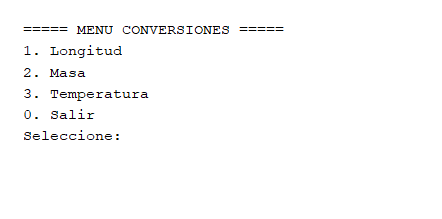 ===== MENU CONVERSIONES =====
1. Longitud
2. Masa
3. Temperatura
0. Salir
Seleccione: